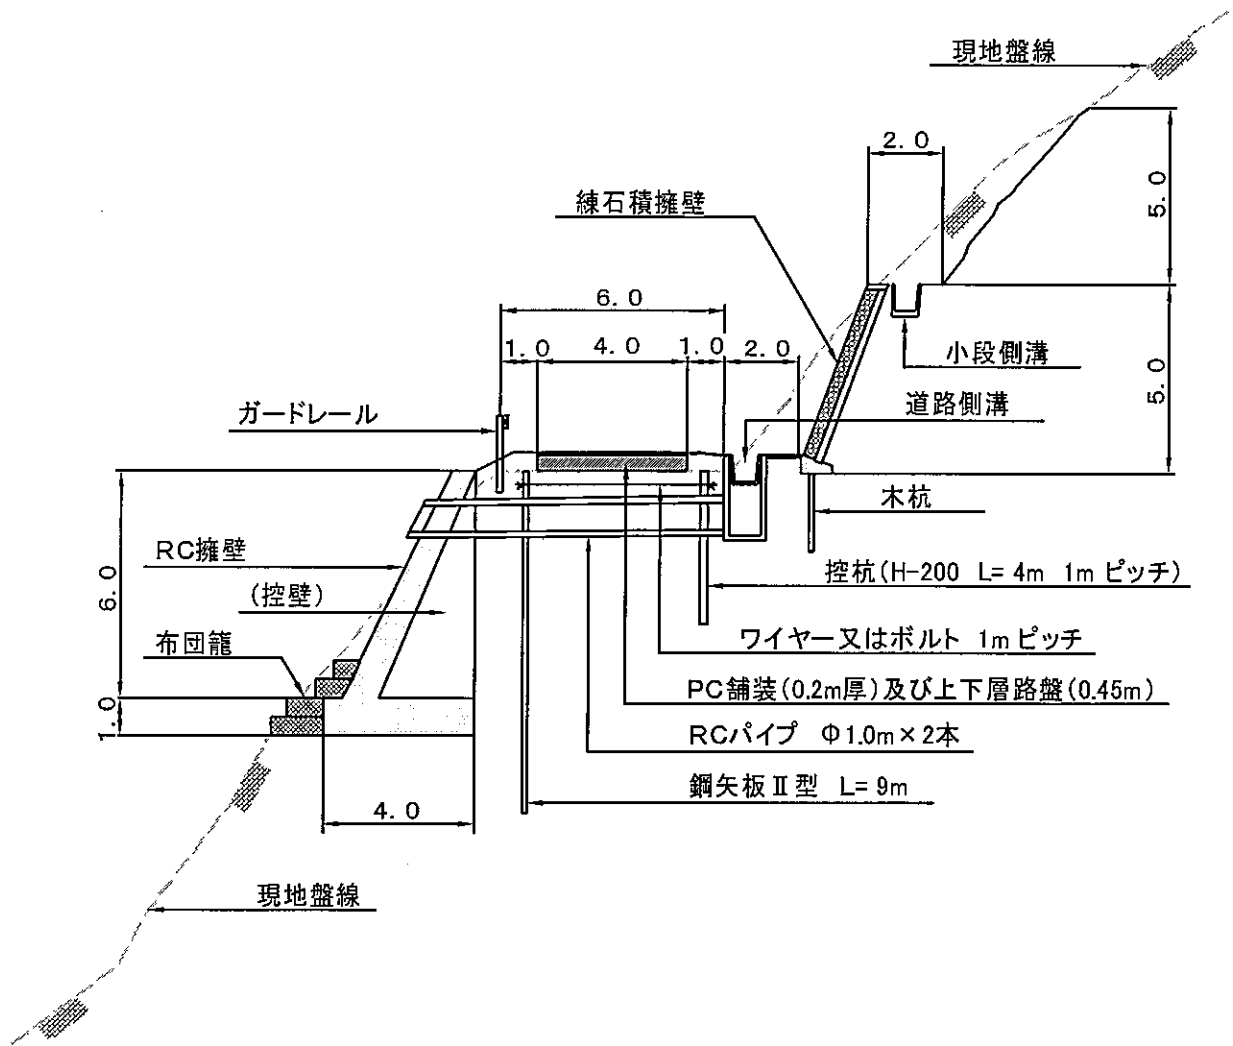 現地盤線
2.0
練石積擁壁
5.0
6.0
1.0
4.0
1.0
2.0
小段側溝
5.0
ガードレール
道路側溝
木杭
RC擁壁
6.0
控杭(H-200 L=4m 1mピッチ)
(控壁)
布団籠
ワイヤー又はボルト 1mピッチ
PC舗装(0.2m厚)及び上下層路盤(0.45m)
1.0
RCパイプ Φ1.0m×2本
鋼矢板Ⅱ型 L=9m
4.0
現地盤線